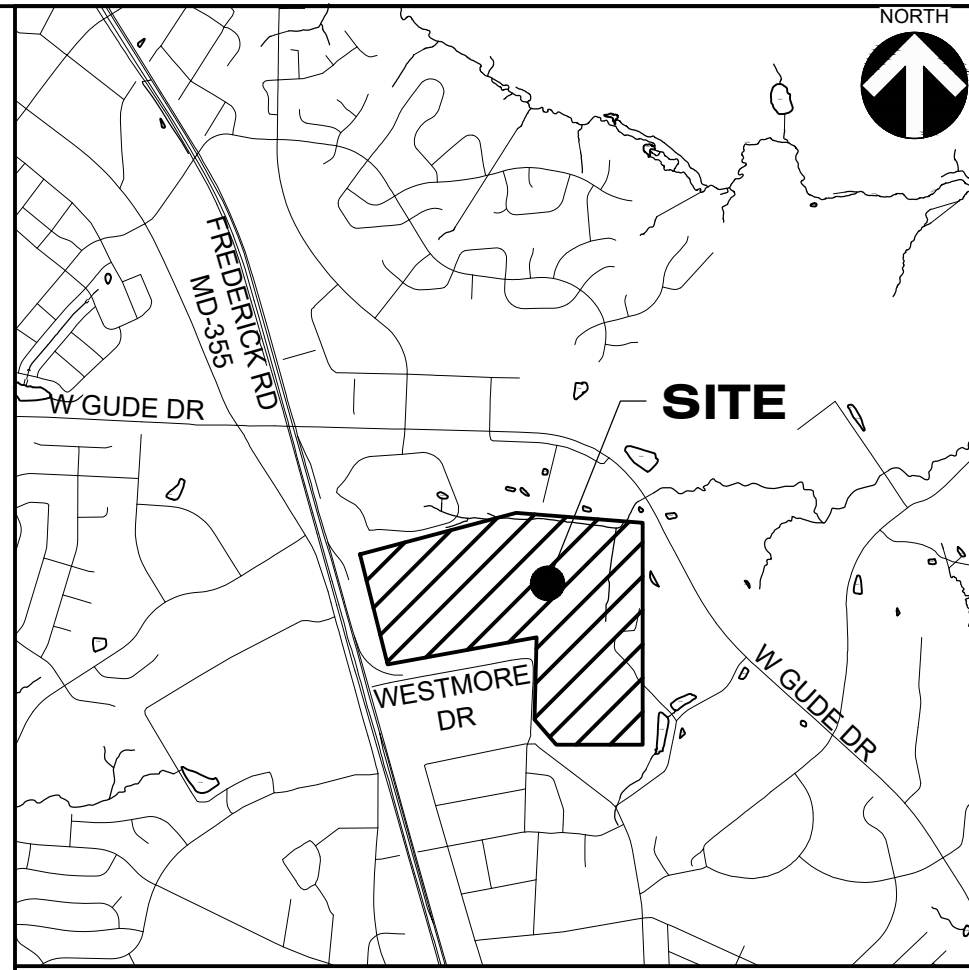 NORTH
FREDERICK RD
MD-355
SITE
W GUDE DR
WESTMORE
DR
W GUDE DR